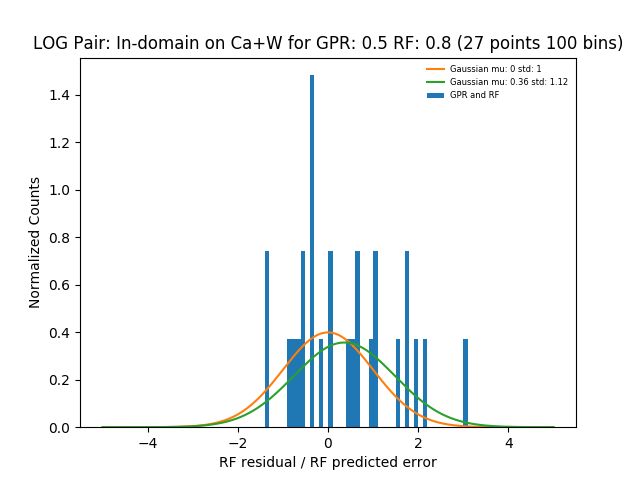 LOG Pair: In-domain on Ca+W for GPR: 0.5 RF: 0.8 (27 points 100 bins)
Gaussian mu: 0 std: 1
Gaussian mu: 0.36 std: 1.12
GPR and RF
Normalized Counts
1.4
1.2
1.0
0.8
0.6
0.4
0.2
0.0
−4 −2 0 2 4
RF residual / RF predicted error